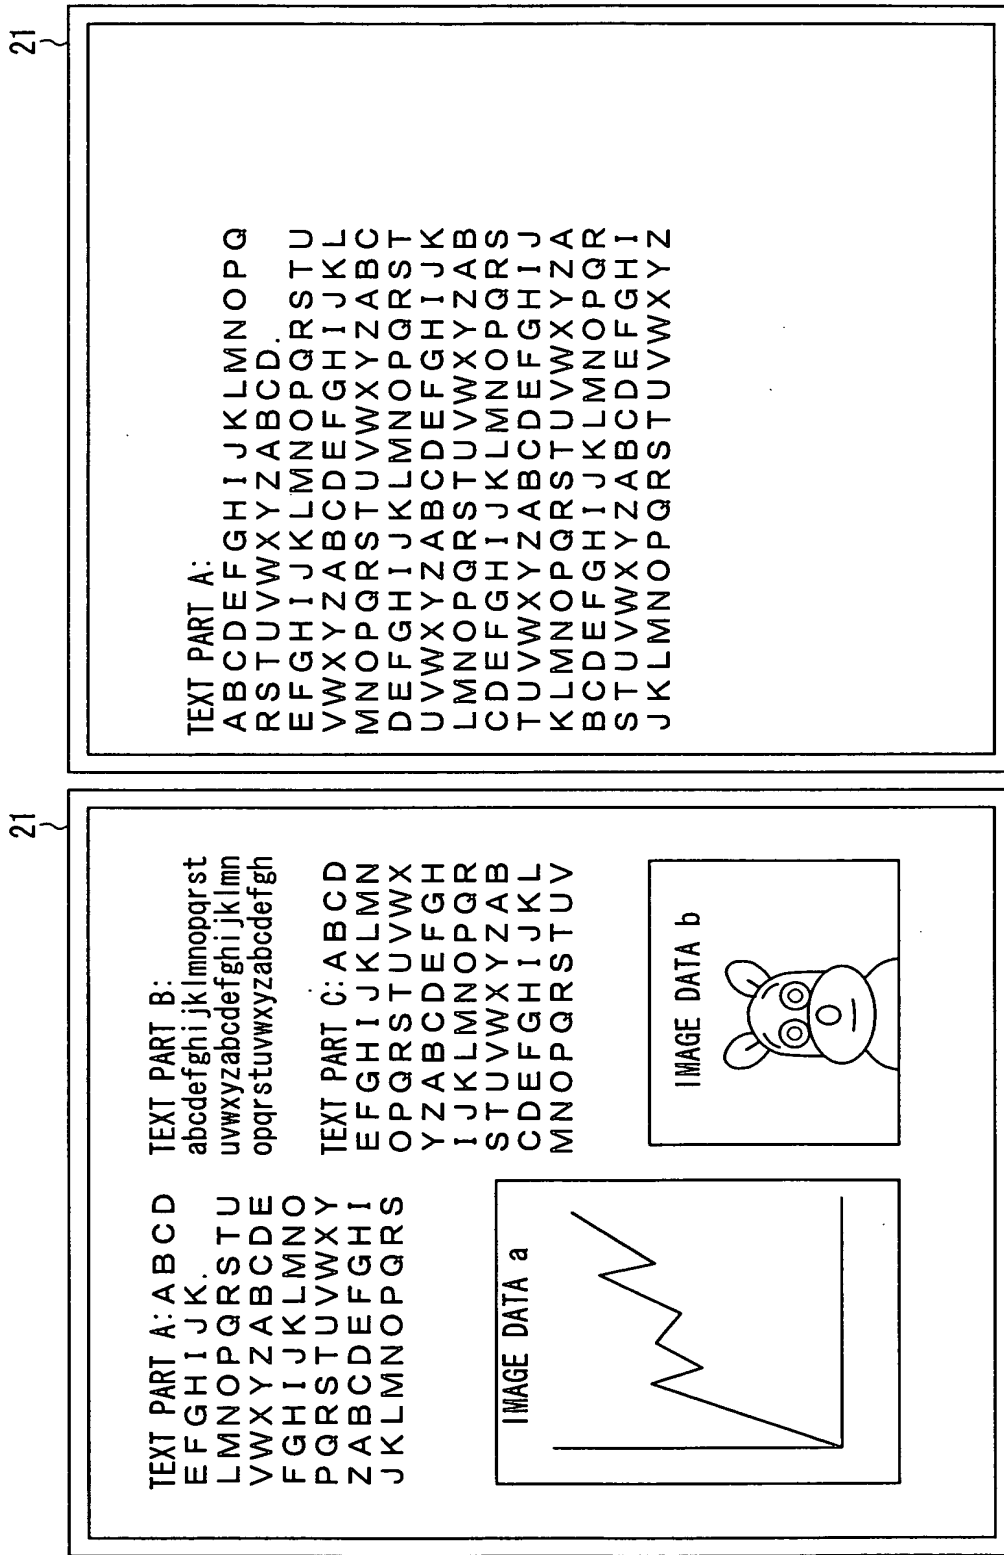 21
TEXT PART A:ABCD
EFGHIJK.
LMNOPQRSTU
VWXYZABCDE
FGHIJKLMNO
PQRSTUVWXY
ZABCDEFGHI
JKLMNOPQRS
IMAGE DATA a
TEXT PART B:
abcdefghijklmnopqrst
uvwxyzabcdefghijklmn
opqrstuvwxyzabcdefgh
TEXT PART C:ABCD
EFGHIJKLMN
OPQRSTUVWX
YZABCDEFGH
IJKLMNOPQR
STUVWXYZAB
CDEFGHIJKL
MNOPQRSTUV
IMAGE DATA b
21
TEXT PART A:
ABCDEFGHIJKLMNOPQ
RSTUVWXYZABCD.
EFGHIJKLMNOPQRSTU
VWXYZABCDEFGHIJKL
MNOPQRSTUVWXYZABC
DEFGHIJKLMNOPQRST
UVWXYZABCDEFGHIJK
LMNOPQRSTUVWXYZAB
CDEFGHIJKLMNOPQRS
TUVWXYZABCDEFGHIJ
KLMNOPQRSTUVWXYZA
BCDEFGHIJKLMNOPQR
STUVWXYZABCDEFGHI
JKLMNOPQRSTUVWXYZ